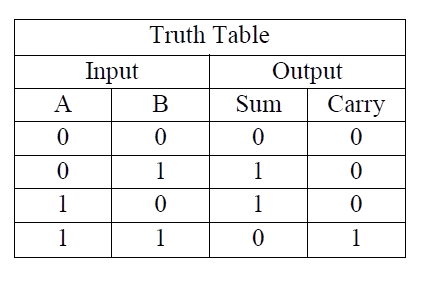 Truth Table
Input Output
A B Sum Carry
0 0 0 0
0 1 1 0
1 0 1 0
1 1 0 1